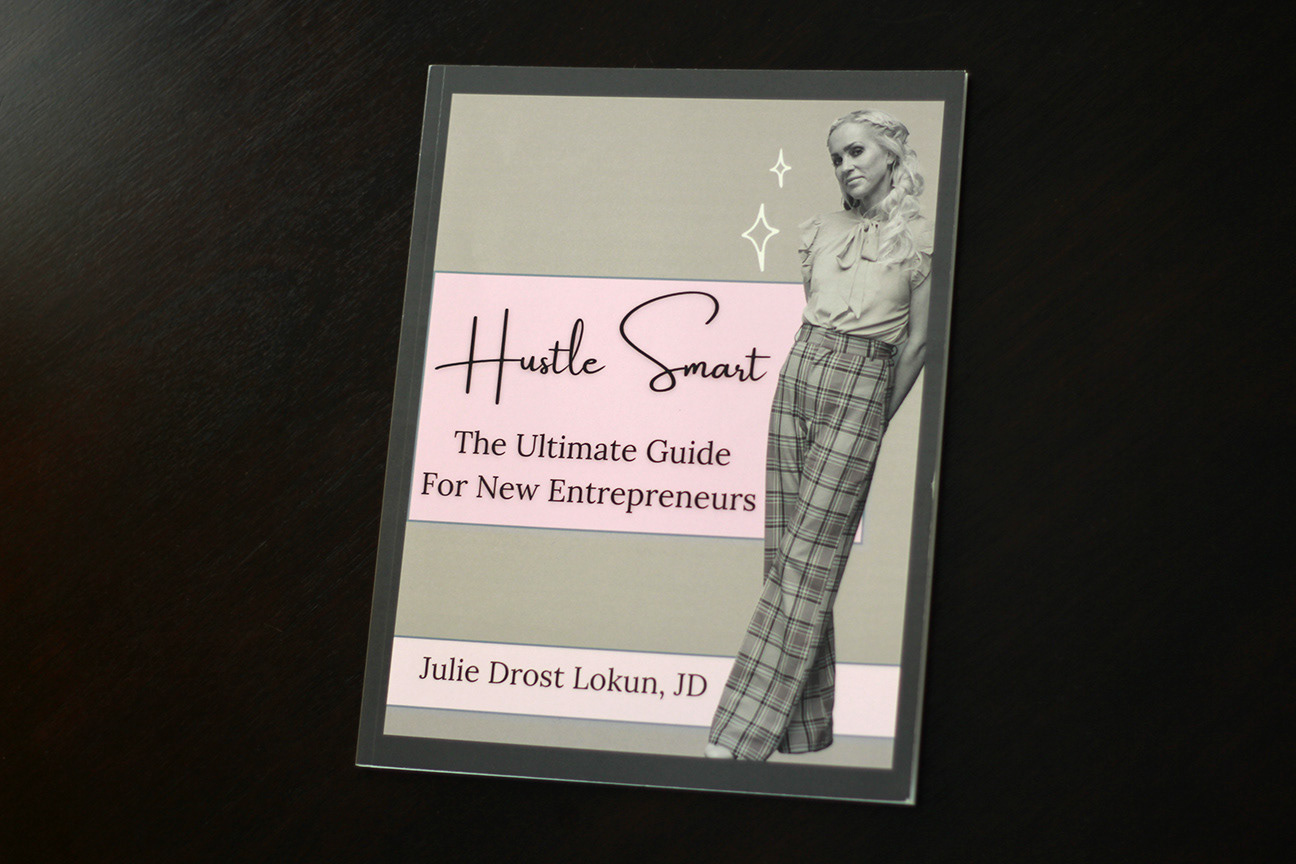 Hustle Smart
The Ultimate Guide
For New Entrepreneurs
Julie Drost Lokun, JD